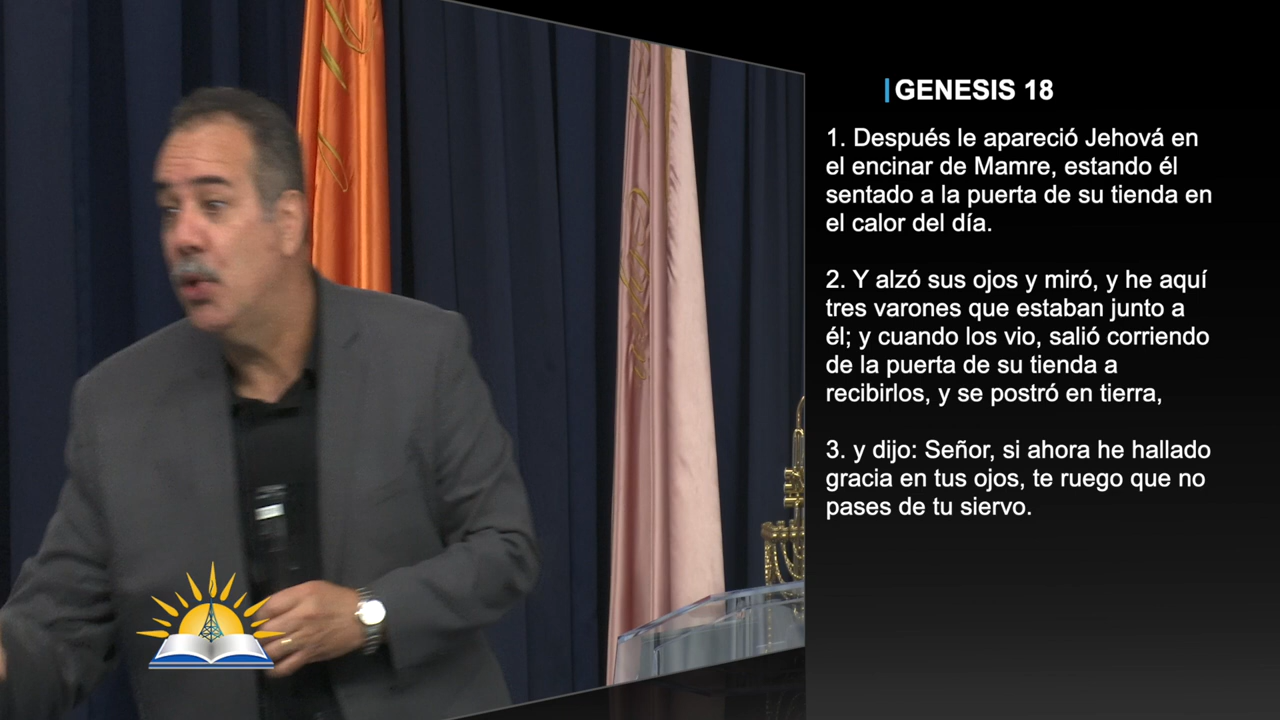 GENESIS 18
1. Después le apareció Jehová en
el encinar de Mamre, estando él
sentado a la puerta de su tienda en
el calor del día.
2. Y alzó sus ojos y miró, y he aquí
tres varones que estaban junto a
él; y cuando los vio, salió corriendo
de la puerta de su tienda a
recibirlos, y se postró en tierra,
3. y dijo: Señor, si ahora he hallado
gracia en tus ojos, te ruego que no
pases de tu siervo.